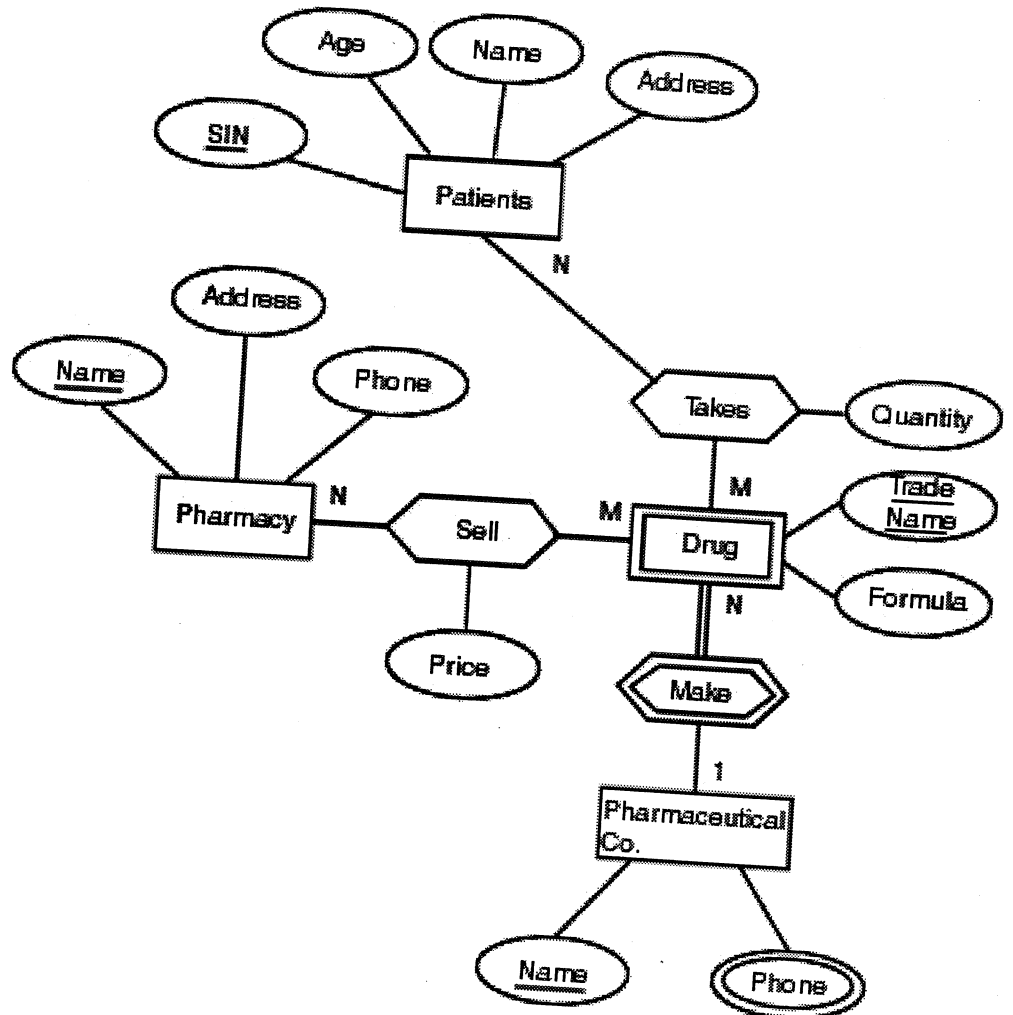 Age
Name
Address
SIN
Patients
N
Address
Name
Phone
Takes
Quantity
Pharmacy
N
Sell
M
M
Drug
Trade
Name
Formula
N
Price
Make
1
Pharmaceutical
Co.
Name
Phone